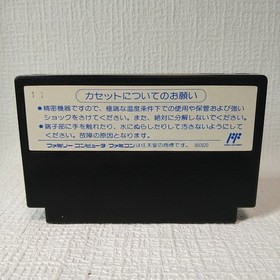 カセットについてのお願い
●精密機器ですので、極端な温度条件下での使用や保管および強い
ショックをさけてください。また、絶対に分解しないでください。
●端子部に手を触れたり、水にぬらしたりして汚さないようにして
ください。故障の原因となります。
ファミリーコンピュータ ファミコンは任天堂の商標です。